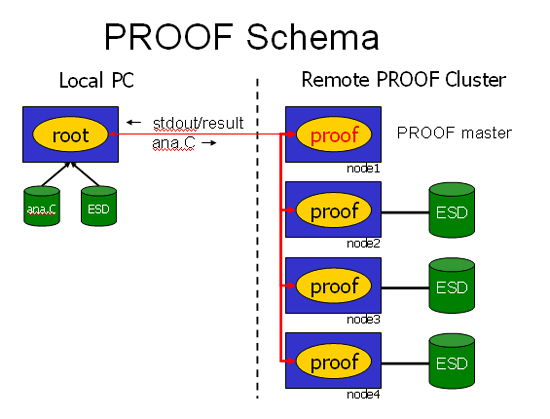 PROOF Schema
Local PC
Remote PROOF Cluster
root
← stdout/result
ana.C →
ana.C
ESD
proof
PROOF master
node1
proof
ESD
node2
proof
ESD
node3
proof
ESD
node4